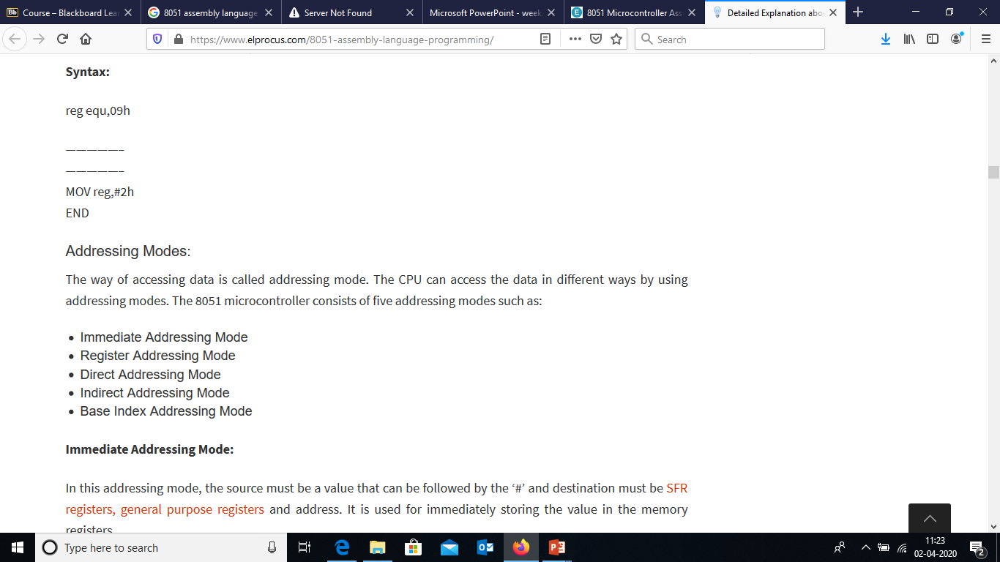 Course – Blackboard Lear
8051 assembly language
Server Not Found
Microsoft PowerPoint - week
8051 Microcontroller Ass
Detailed Explanation abo
https://www.elprocus.com/8051-assembly-language-programming/
Search
Syntax:
reg equ,09h
——————–
——————–
MOV reg,#2h
END
Addressing Modes:
The way of accessing data is called addressing mode. The CPU can access the data in different ways by using
addressing modes. The 8051 microcontroller consists of five addressing modes such as:
• Immediate Addressing Mode
• Register Addressing Mode
• Direct Addressing Mode
• Indirect Addressing Mode
• Base Index Addressing Mode
Immediate Addressing Mode:
In this addressing mode, the source must be a value that can be followed by the ‘#’ and destination must be SFR
registers, general purpose registers and address. It is used for immediately storing the value in the memory
registers.
Type here to search
11:23
02-04-2020
2